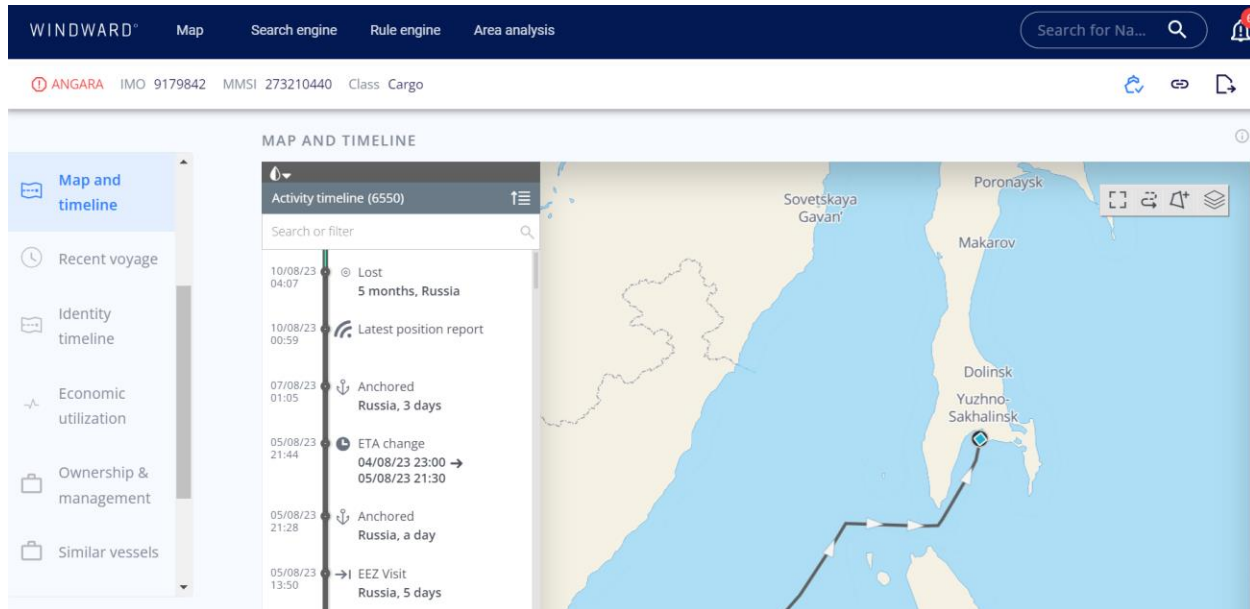 WINDWARD°
Map
Search engine
Rule engine
Area analysis
Search for Na...
ANGARA IMO 9179842 MMSI 273210440 Class Cargo
MAP AND TIMELINE
Map and
timeline
Recent voyage
Identity
timeline
Economic
utilization
Ownership &
management
Similar vessels
Activity timeline (6550)
Search or filter
10/08/23
04:07
Lost
5 months, Russia
10/08/23
00:59
Latest position report
07/08/23
01:05
Anchored
Russia, 3 days
05/08/23
21:44
ETA change
04/08/23 23:00 →
05/08/23 21:30
05/08/23
21:28
Anchored
Russia, a day
05/08/23
13:50
EEZ Visit
Russia, 5 days
Sovetskaya
Gavan'
Poronaysk
Makarov
Dolinsk
Yuzhno-
Sakhalinsk